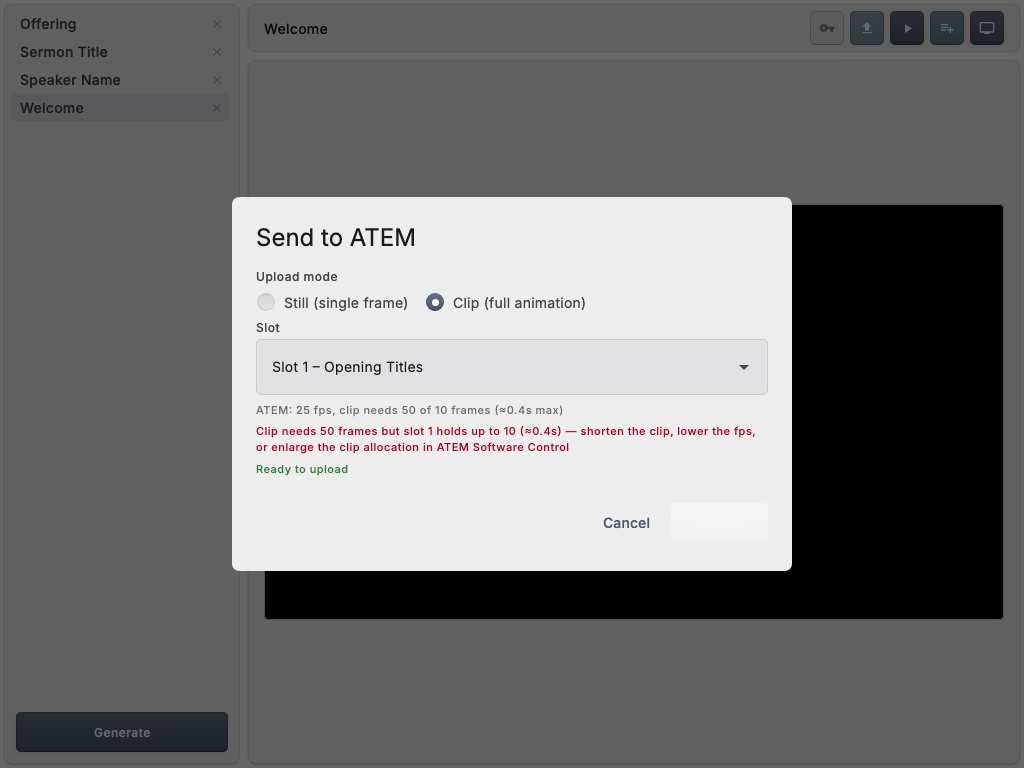 Offering
Sermon Title
Speaker Name
Welcome
Generate
Welcome
Send to ATEM
Upload mode
Still (single frame)
Clip (full animation)
Slot
Slot 1 – Opening Titles
ATEM: 25 fps, clip needs 50 of 10 frames (≈0.4s max)
Clip needs 50 frames but slot 1 holds up to 10 (≈0.4s) — shorten the clip, lower the fps,
or enlarge the clip allocation in ATEM Software Control
Ready to upload
Cancel